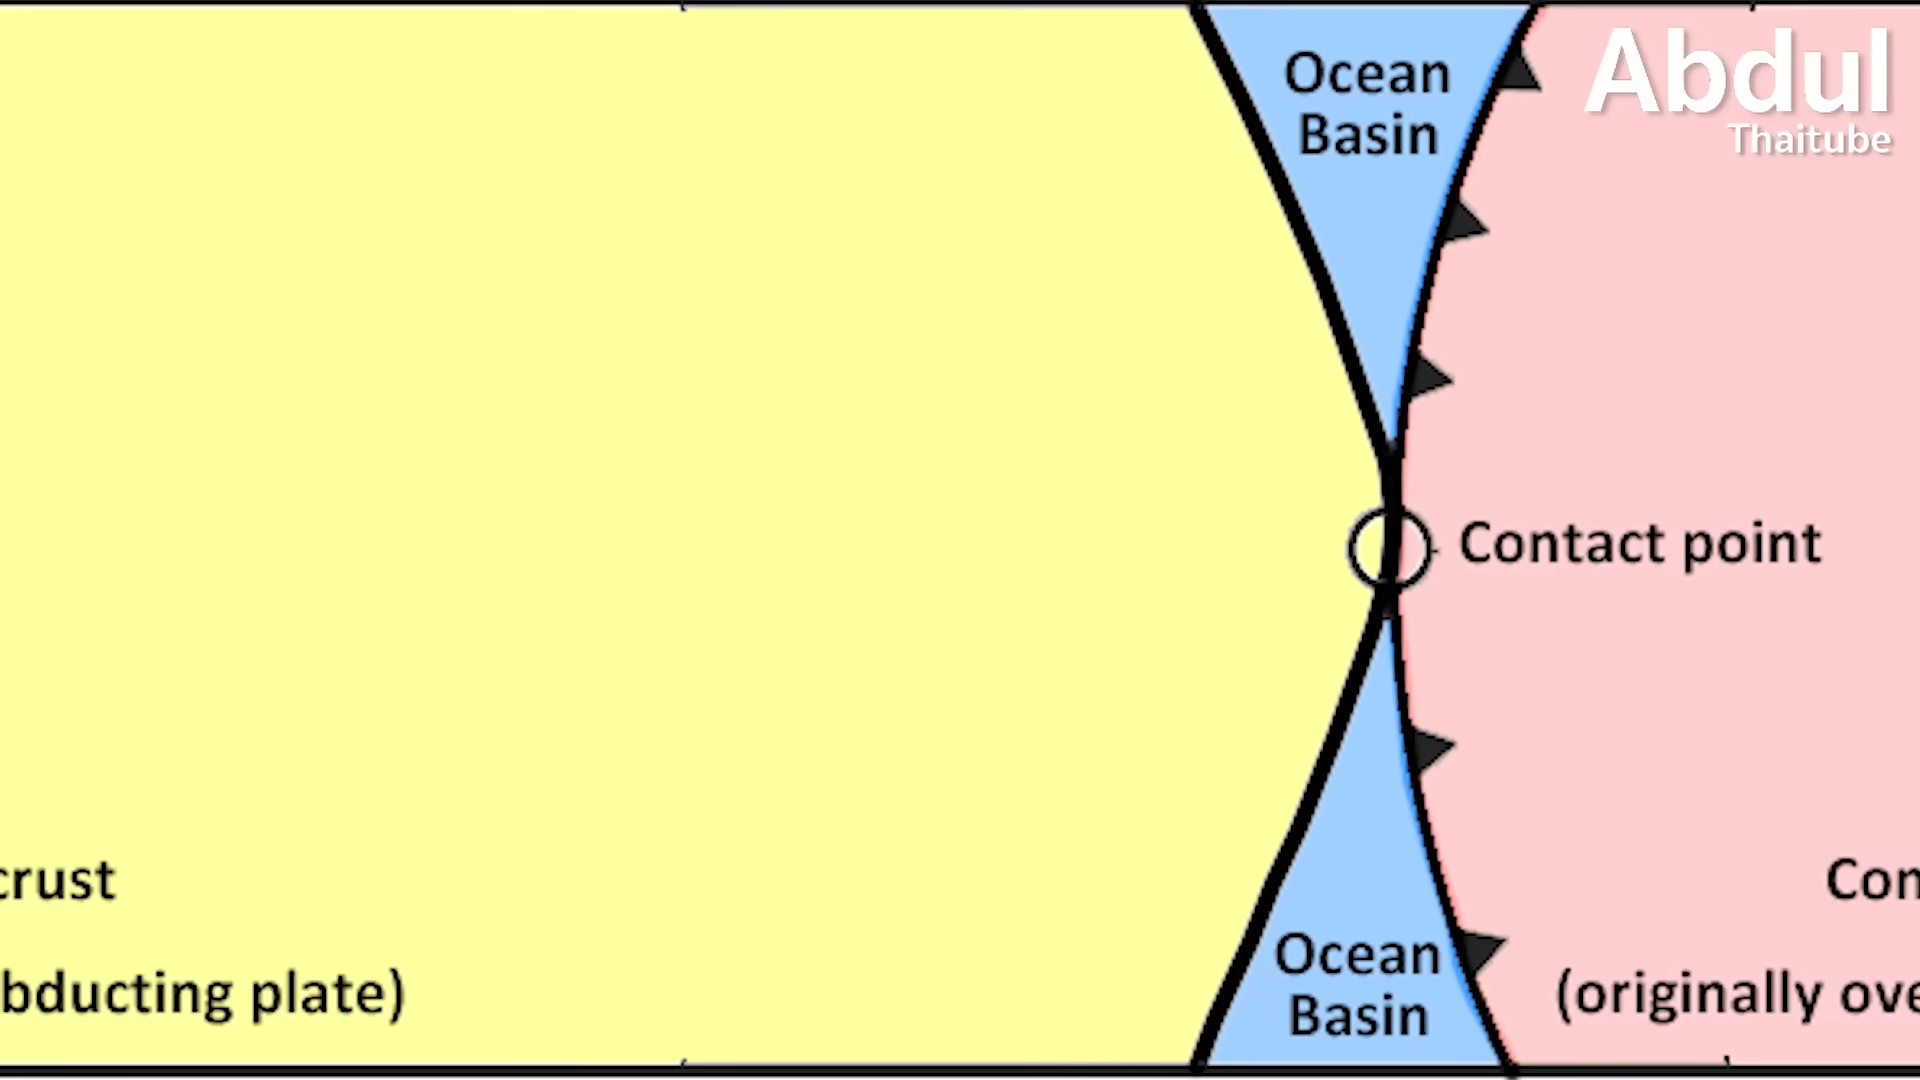 Ocean
Basin
Abdul
Thaitube
Contact point
crust
Con
bducting plate)
(originally ove
Ocean
Basin